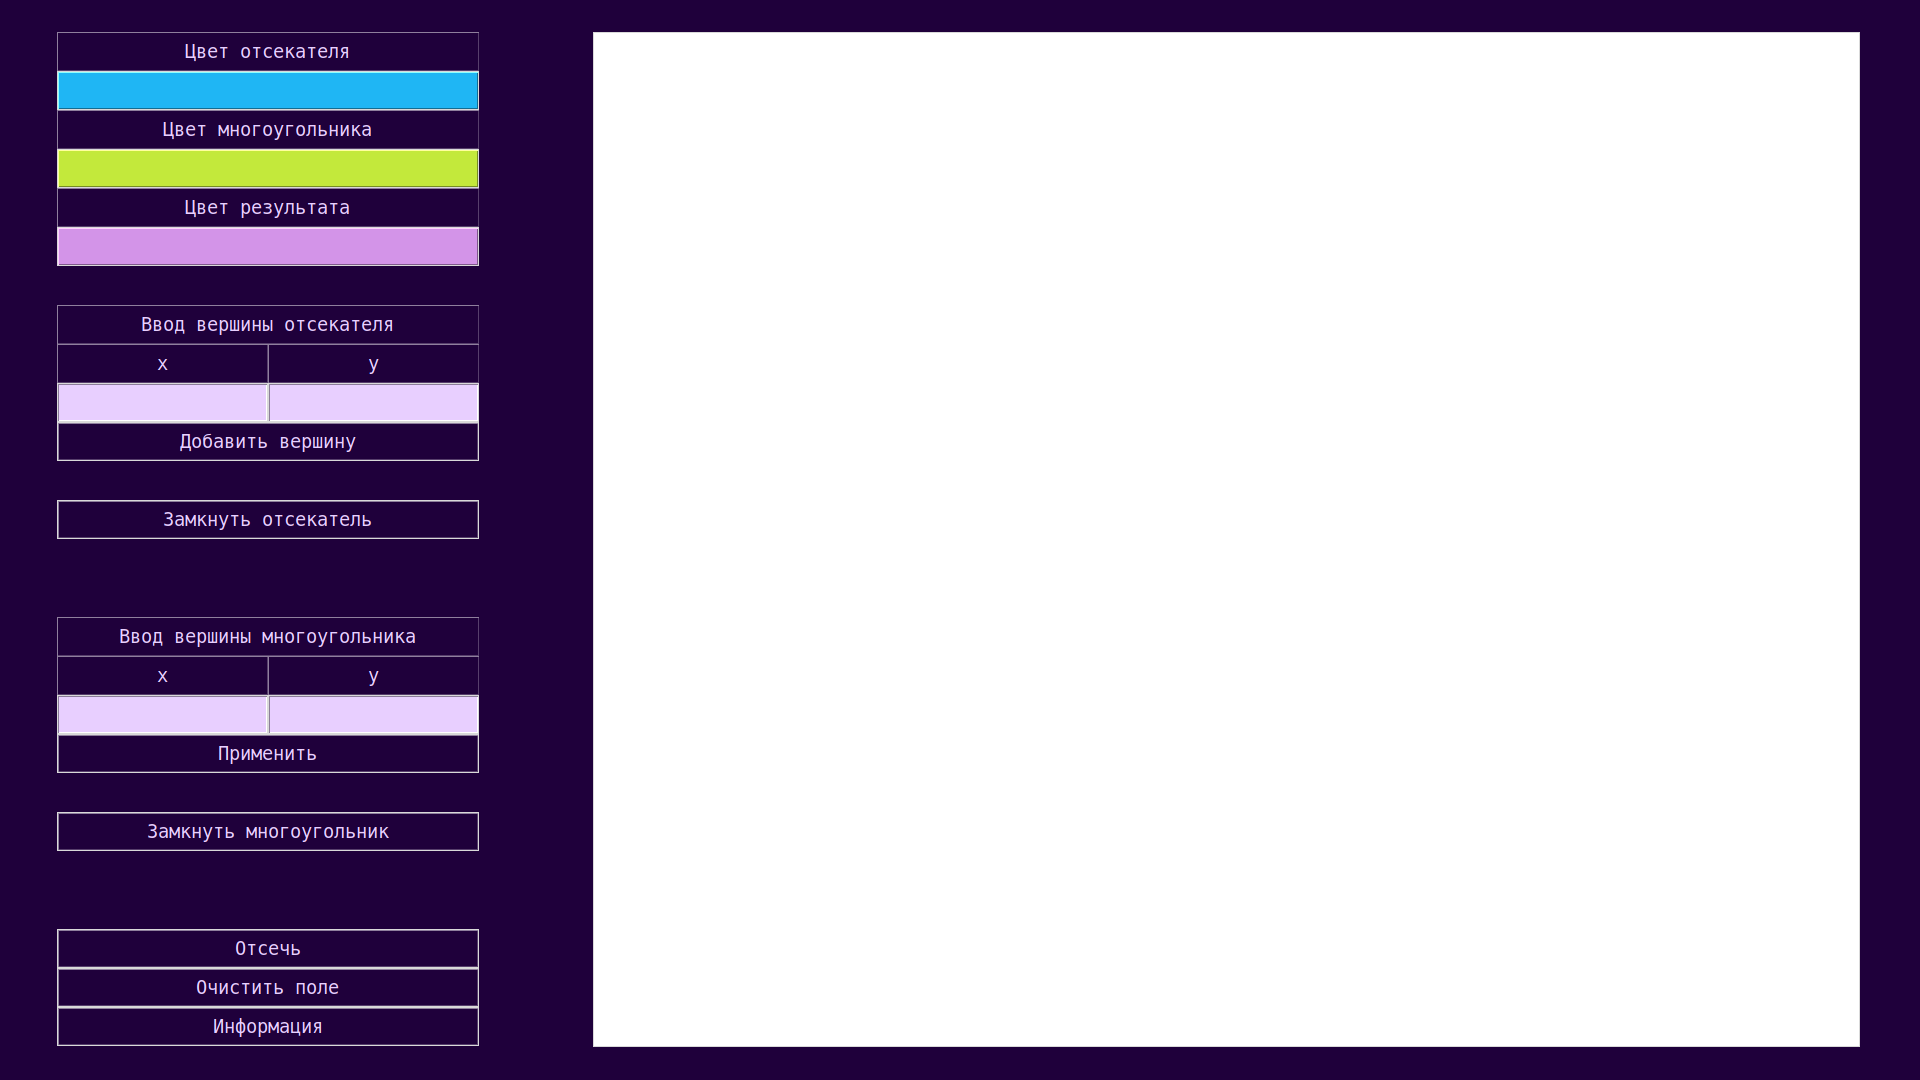 Цвет отсекателя
Цвет многоугольника
Цвет результата
Ввод вершины отсекателя
x y
Добавить вершину
Замкнуть отсекатель
Ввод вершины многоугольника
x y
Применить
Замкнуть многоугольник
Отсечь
Очистить поле
Информация